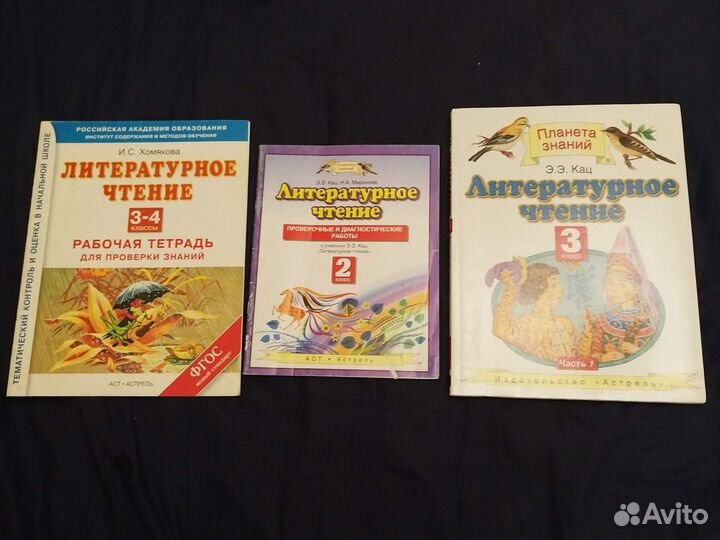 РОССИЙСКАЯ АКАДЕМИЯ ОБРАЗОВАНИЯ
ИНСТИТУТ СОДЕРЖАНИЯ И МЕТОДОВ ОБУЧЕНИЯ
ТЕМАТИЧЕСКИЙ КОНТРОЛЬ И ОЦЕНКА В НАЧАЛЬНОЙ ШКОЛЕ
И.С. Хомякова
ЛИТЕРАТУРНОЕ
ЧТЕНИЕ
3-4
КЛАССЫ
РАБОЧАЯ ТЕТРАДЬ
ДЛЯ ПРОВЕРКИ ЗНАНИЙ
ФГОС
новый стандарт
АСТ • АСТРЕЛЬ
Э.Э. Кац, Н.А. Миронова
Литературное
чтение
ПРОВЕРОЧНЫЕ И ДИАГНОСТИЧЕСКИЕ
РАБОТЫ
к учебнику Э.Э. Кац
«Литературное чтение»
2
КЛАСС
АСТ • Астрель
Планета
знаний
Э.Э. Кац
Литературное
чтение
3
КЛАСС
Часть 1
Издательство «Астрель»
Avito